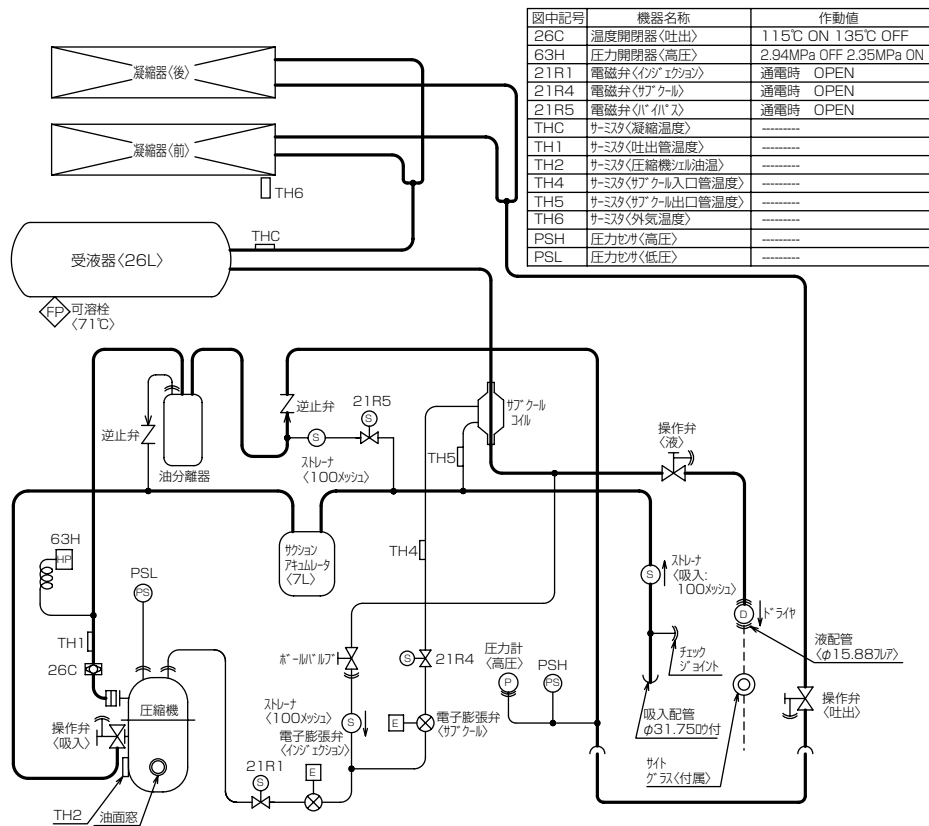 図中記号 機器名称 作動値
26C 温度開閉器〈吐出〉 115℃ ON 135℃ OFF
63H 圧力開閉器〈高圧〉 2.94MPa OFF 2.35MPa ON
21R1 電磁弁〈インジェクション〉 通電時 OPEN
21R4 電磁弁〈サブクール〉 通電時 OPEN
21R5 電磁弁〈バイパス〉 通電時 OPEN
THC サーミスタ〈凝縮温度〉 ---------
TH1 サーミスタ〈吐出管温度〉 ---------
TH2 サーミスタ〈圧縮機シェル油温〉 ---------
TH4 サーミスタ〈サブクール入口管温度〉 ---------
TH5 サーミスタ〈サブクール出口管温度〉 ---------
TH6 サーミスタ〈外気温度〉 ---------
PSH 圧力センサ〈高圧〉 ---------
PSL 圧力センサ〈低圧〉 ---------
凝縮器〈後〉
凝縮器〈前〉
TH6
THC
受液器〈26L〉
FP
可溶栓
〈71℃〉
逆止弁
油分離器
逆止弁
21R5
S
S
ストレーナ
〈100メッシュ〉
サブクール
コイル
TH5
操作弁
〈液〉
63H
HP
PSL
PS
TH1
26C
サクション
アキュムレータ
〈7L〉
TH4
S
ストレーナ
〈吸入:
100メッシュ〉
D
ドライヤ
液配管
〈φ15.88フレア〉
チェック
ジョイント
吸入配管
φ31.75ロウ付
サイト
グラス〈付属〉
操作弁
〈吐出〉
ボールバルブ
S
21R4
圧力計
〈高圧〉
P
PSH
PS
ストレーナ
〈100メッシュ〉
S
電子膨張弁
〈インジェクション〉
E
E
電子膨張弁
〈サブクール〉
21R1
S
圧縮機
操作弁
〈吸入〉
TH2
油面窓